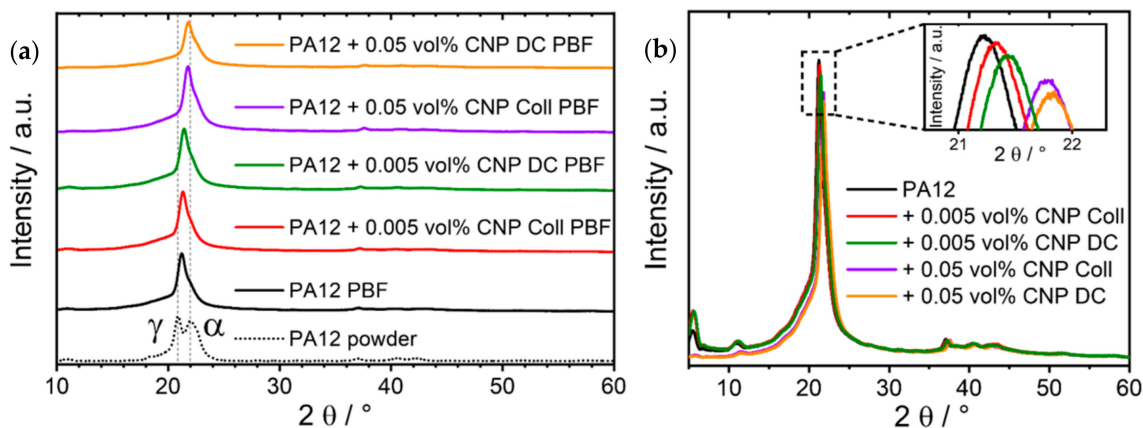 (a)
PA12 + 0.05 vol% CNP DC PBF
PA12 + 0.05 vol% CNP Coll PBF
PA12 + 0.005 vol% CNP DC PBF
PA12 + 0.005 vol% CNP Coll PBF
PA12 PBF
γ α
PA12 powder
Intensity / a.u.
10 20 30 40 50 60
2 θ / °
(b)
Intensity / a.u.
21 22
2 θ / °
PA12
+ 0.005 vol% CNP Coll
+ 0.005 vol% CNP DC
+ 0.05 vol% CNP Coll
+ 0.05 vol% CNP DC
Intensity / a.u.
10 20 30 40 50 60
2 θ / °